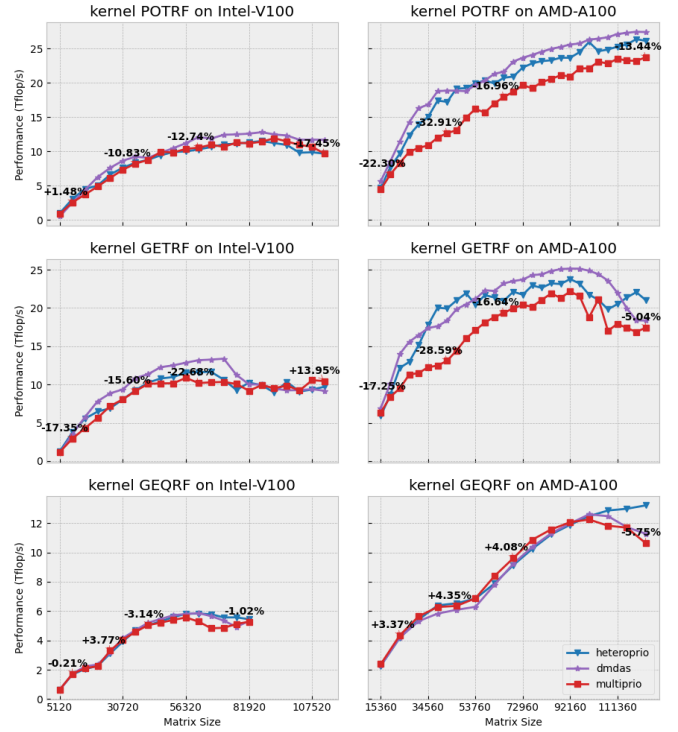 kernel POTRF on Intel-V100
kernel POTRF on AMD-A100
Performance (Tflop/s)
25
20
15
10
5
0
+1.48%
-10.83%
-12.74%
-17.45%
-22.30%
-32.91%
-16.96%
-13.44%
kernel GETRF on Intel-V100
kernel GETRF on AMD-A100
Performance (Tflop/s)
25
20
15
10
5
0
-17.35%
-15.60%
-22.68%
+13.95%
-17.25%
-28.59%
-16.64%
-5.04%
kernel GEQRF on Intel-V100
kernel GEQRF on AMD-A100
Performance (Tflop/s)
12
10
8
6
4
2
0
-0.21%
+3.77%
-3.14%
-1.02%
+3.37%
+4.35%
+4.08%
-5.75%
heteroprio
dmdas
multiprio
5120 30720 56320 81920 107520
Matrix Size
15360 34560 53760 72960 92160 111360
Matrix Size